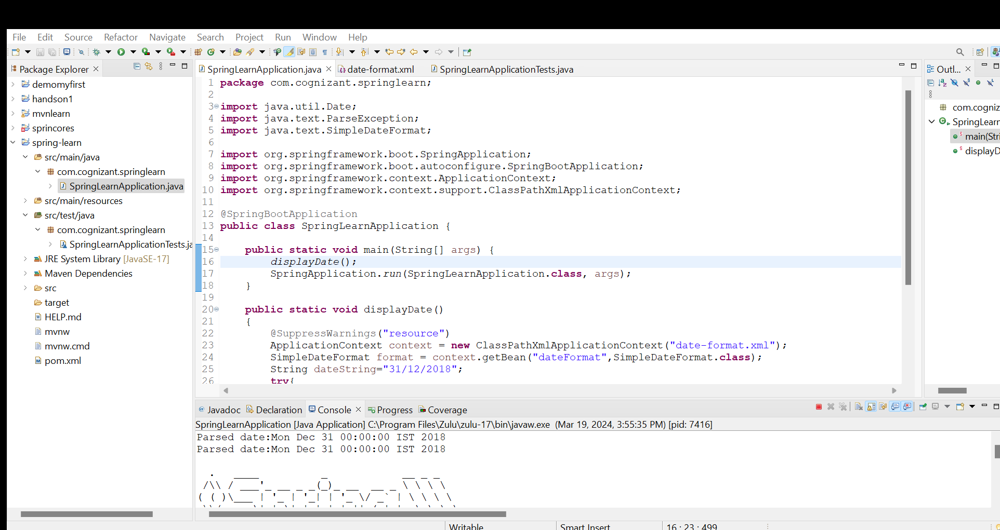 File Edit Source Refactor Navigate Search Project Run Window Help
Package Explorer
demomyfirst
handson1
mvnlearn
sprincores
spring-learn
src/main/java
com.cognizant.springlearn
SpringLearnApplication.java
src/main/resources
src/test/java
com.cognizant.springlearn
SpringLearnApplicationTests.ja
JRE System Library [JavaSE-17]
Maven Dependencies
src
target
HELP.md
mvnw
mvnw.cmd
pom.xml
SpringLearnApplication.java date-format.xml SpringLearnApplicationTests.java
1 package com.cognizant.springlearn;
2
3 import java.util.Date;
4 import java.text.ParseException;
5 import java.text.SimpleDateFormat;
6
7 import org.springframework.boot.SpringApplication;
8 import org.springframework.boot.autoconfigure.SpringBootApplication;
9 import org.springframework.context.ApplicationContext;
10 import org.springframework.context.support.ClassPathXmlApplicationContext;
11
12 @SpringBootApplication
13 public class SpringLearnApplication {
14
15 public static void main(String[] args) {
16 displayDate();
17 SpringApplication.run(SpringLearnApplication.class, args);
18 }
19
20 public static void displayDate()
21 {
22 @SuppressWarnings("resource")
23 ApplicationContext context = new ClassPathXmlApplicationContext("date-format.xml");
24 SimpleDateFormat format = context.getBean("dateFormat",SimpleDateFormat.class);
25 String dateString="31/12/2018";
26 try{
Outl...
com.cogniz
SpringLearn
main(Stri
displayD
Javadoc Declaration Console Progress Coverage
SpringLearnApplication [Java Application] C:\Program Files\Zulu\zulu-17\bin\javaw.exe (Mar 19, 2024, 3:55:35 PM) [pid: 7416]
Parsed date:Mon Dec 31 00:00:00 IST 2018
Parsed date:Mon Dec 31 00:00:00 IST 2018
Writable Smart Insert 16 : 23 : 499